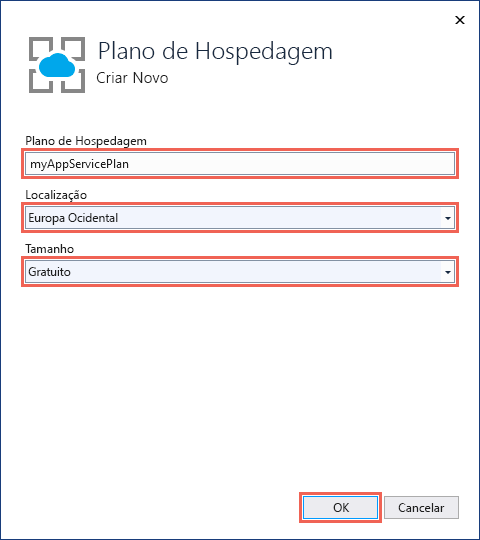 Plano de Hospedagem
Criar Novo
Plano de Hospedagem
myAppServicePlan
Localização
Europa Ocidental
Tamanho
Gratuito
OK Cancelar